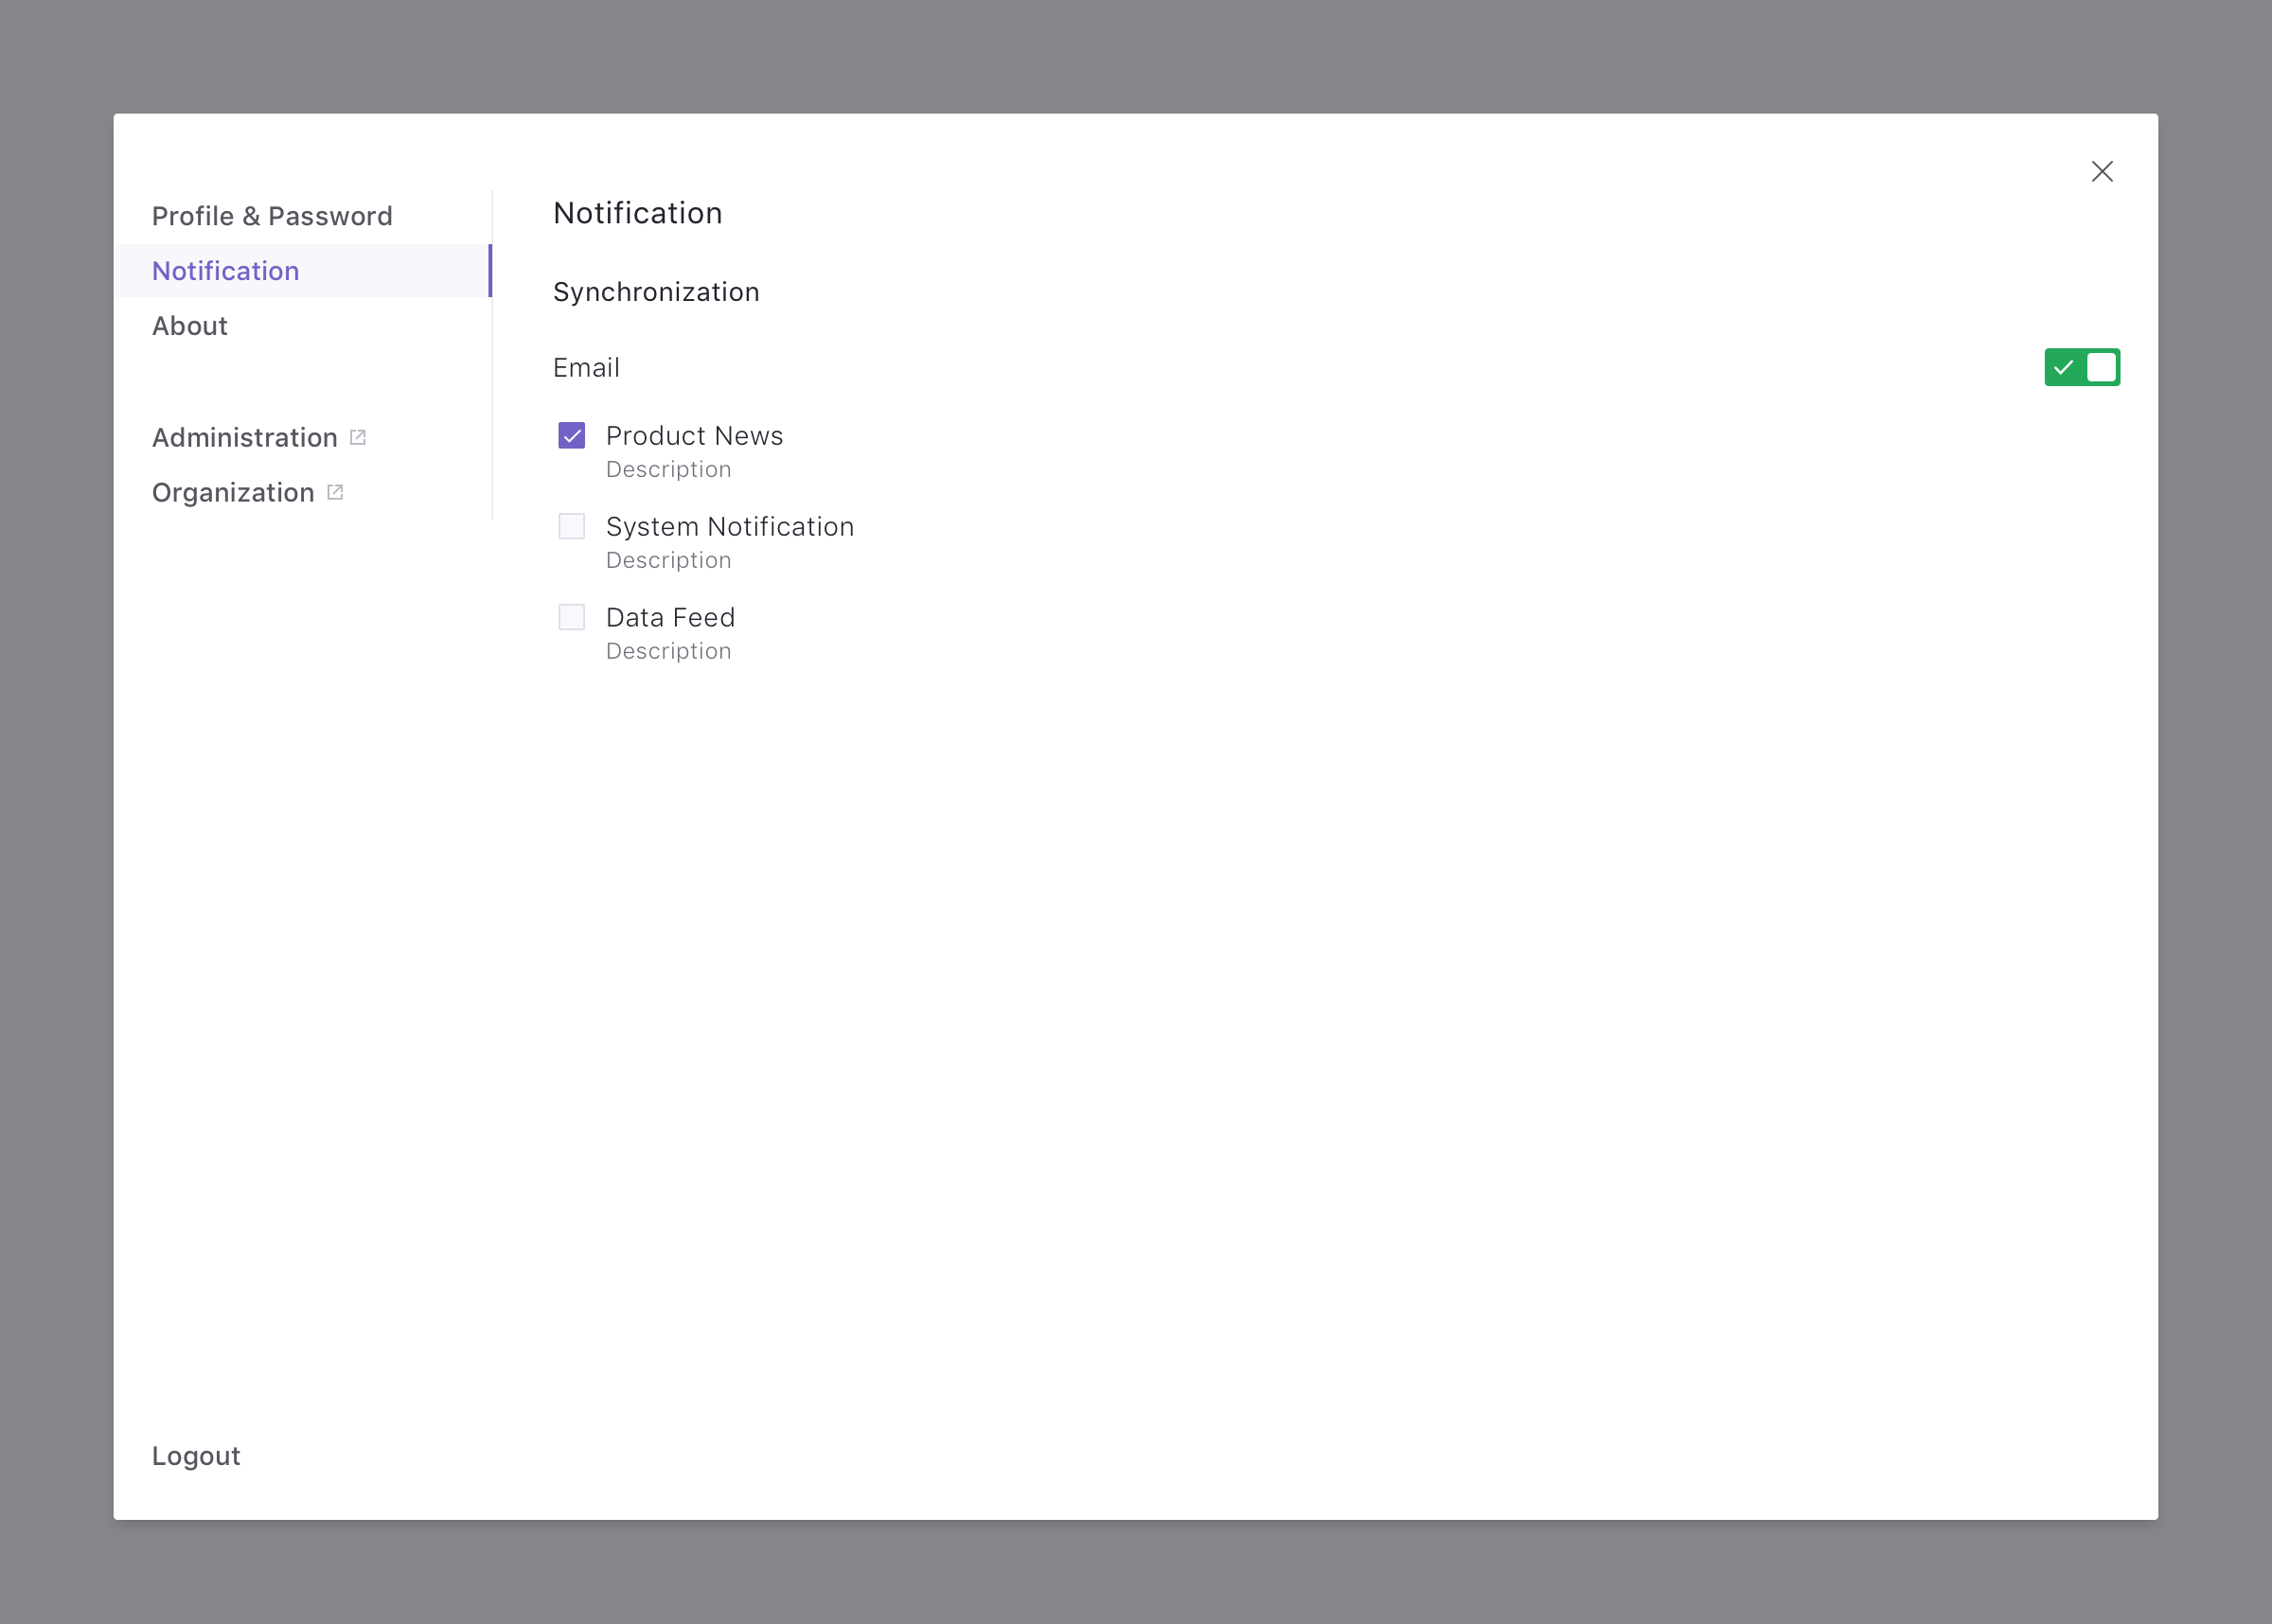 Profile & Password
Notification
About
Administration
Organization
Logout
Notification
Synchronization
Email
Product News
Description
System Notification
Description
Data Feed
Description